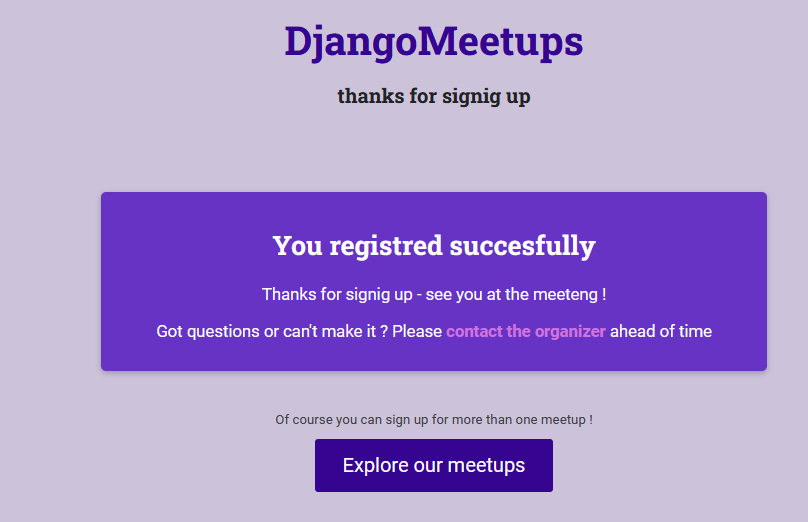 DjangoMeetups
thanks for signig up
You registred succesfully
Thanks for signig up - see you at the meeteng !
Got questions or can't make it ? Please contact the organizer ahead of time
Of course you can sign up for more than one meetup !
Explore our meetups